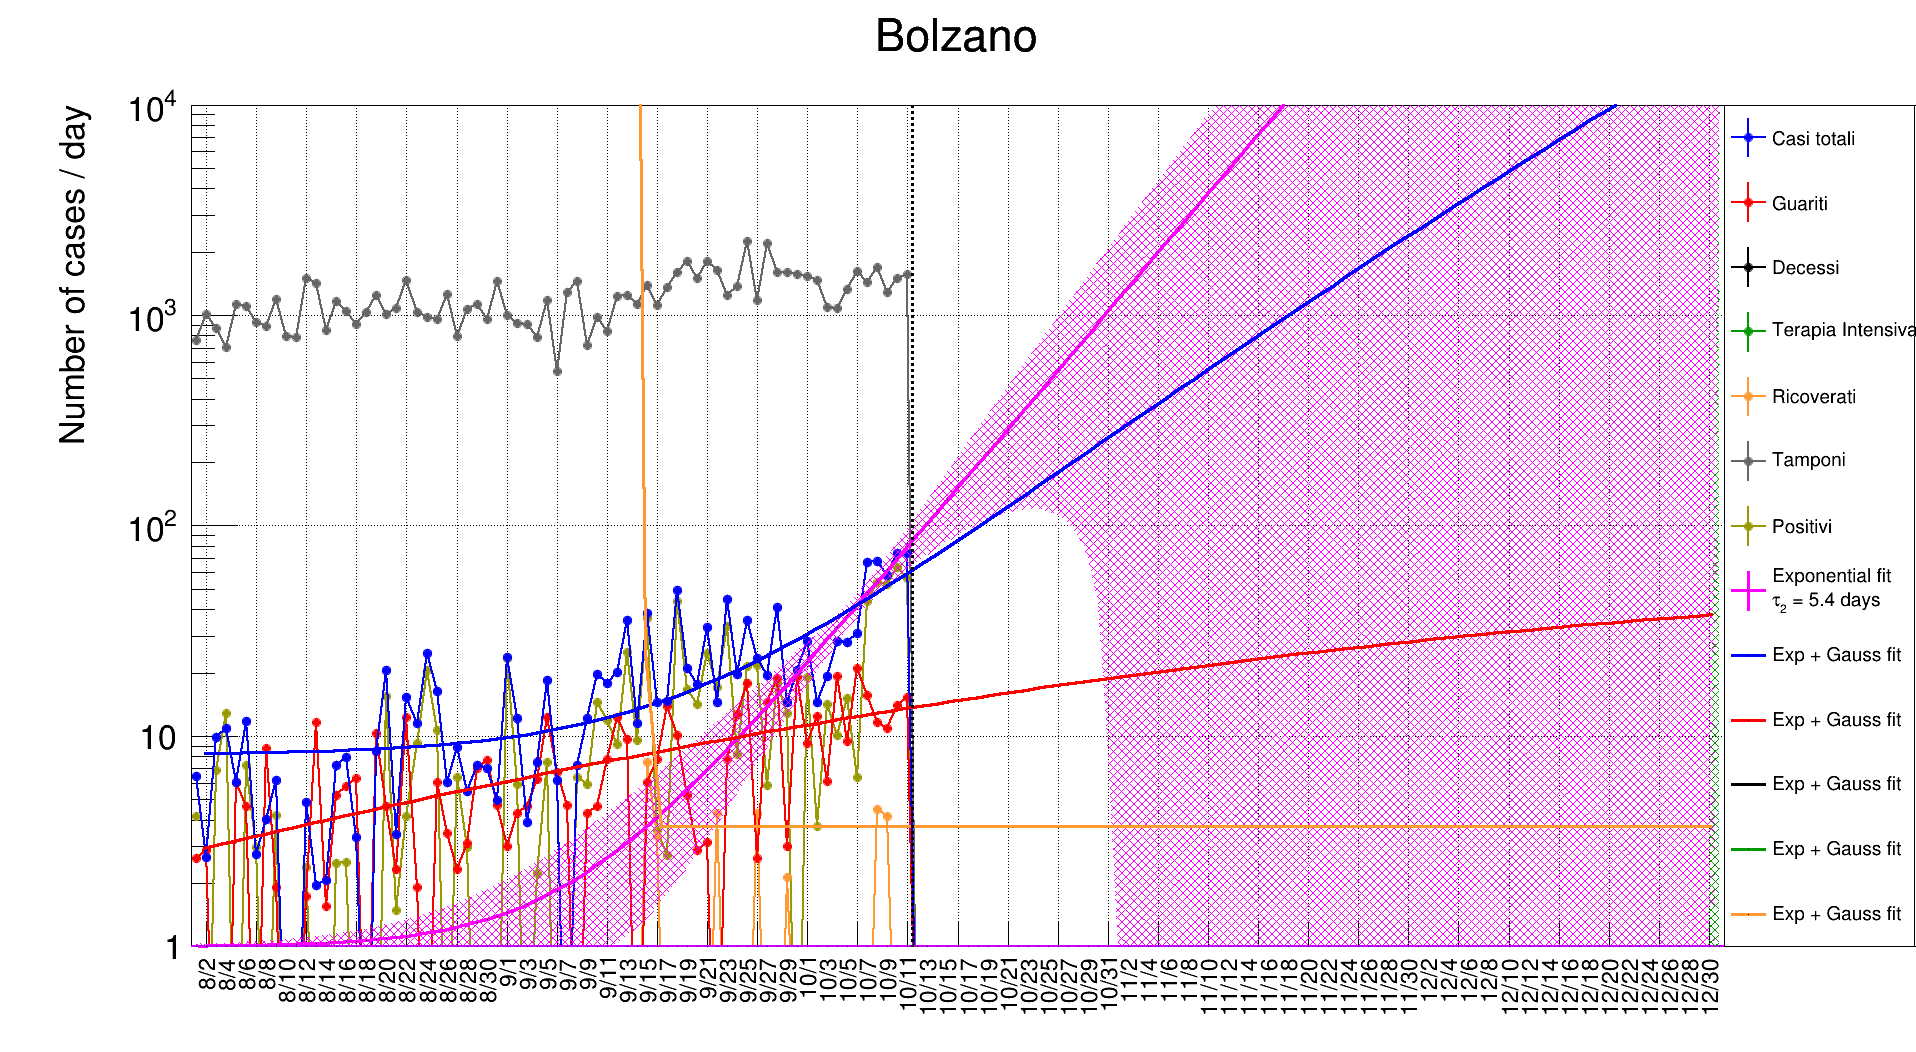 Bolzano
Number of cases / day
10^4
10^3
10^2
10
1
8/2 8/4 8/6 8/8 8/10 8/12 8/14 8/16 8/18 8/20 8/22 8/24 8/26 8/28 8/30 9/1 9/3 9/5 9/7 9/9 9/11 9/13 9/15 9/17 9/19 9/21 9/23 9/25 9/27 9/29 10/1 10/3 10/5 10/7 10/9 10/11 10/13 10/15 10/17 10/19 10/21 10/23 10/25 10/27 10/29 10/31 11/2 11/4 11/6 11/8 11/10 11/12 11/14 11/16 11/18 11/20 11/22 11/24 11/26 11/28 11/30 12/2 12/4 12/6 12/8 12/10 12/12 12/14 12/16 12/18 12/20 12/22 12/24 12/26 12/28 12/30
Casi totali
Guariti
Decessi
Terapia Intensiva
Ricoverati
Tamponi
Positivi
Exponential fit
τ2 = 5.4 days
Exp + Gauss fit
Exp + Gauss fit
Exp + Gauss fit
Exp + Gauss fit
Exp + Gauss fit